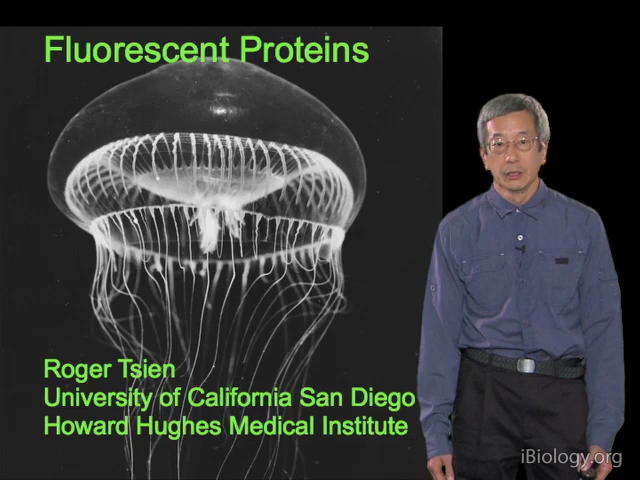 Fluorescent Proteins
Roger Tsien
University of California San Diego
Howard Hughes Medical Institute
iBiology.org